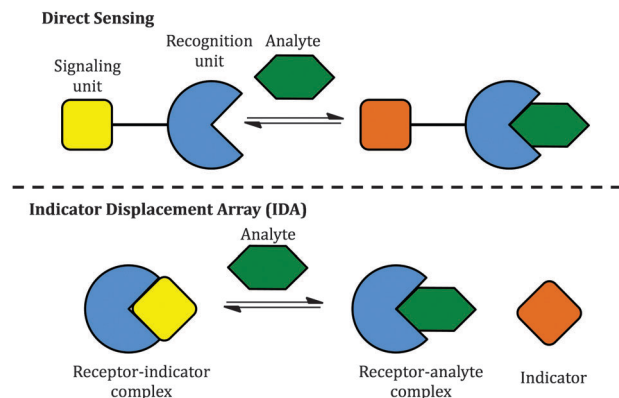 Direct Sensing
Signaling
unit
Recognition
unit
Analyte
Indicator Displacement Array (IDA)
Analyte
Receptor-indicator
complex
Receptor-analyte
complex
Indicator